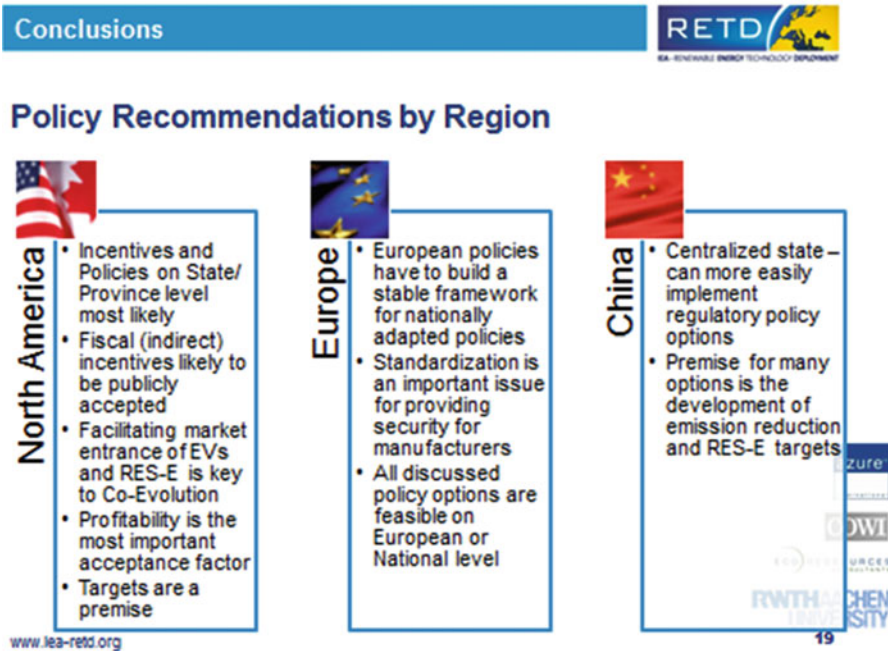 Conclusions
RETD
IEA - RENEWABLE ENERGY TECHNOLOGY DEPLOYMENT
Policy Recommendations by Region
North America
• Incentives and
Policies on State/
Province level
most likely
• Fiscal (indirect)
incentives likely to
be publicly
accepted
• Facilitating market
entrance of EVs
and RES-E is key
to Co-Evolution
• Profitability is the
most important
acceptance factor
• Targets are a
premise
Europe
• European policies
have to build a
stable framework
for nationally
adapted policies
• Standardization is
an important issue
for providing
security for
manufacturers
• All discussed
policy options are
feasible on
European or
National level
China
• Centralized state –
can more easily
implement
regulatory policy
options
• Premise for many
options is the
development of
emission reduction
and RES-E targets
zure
COWI
RWTH AACHEN
UNIVERSITY
www.iea-retd.org
19